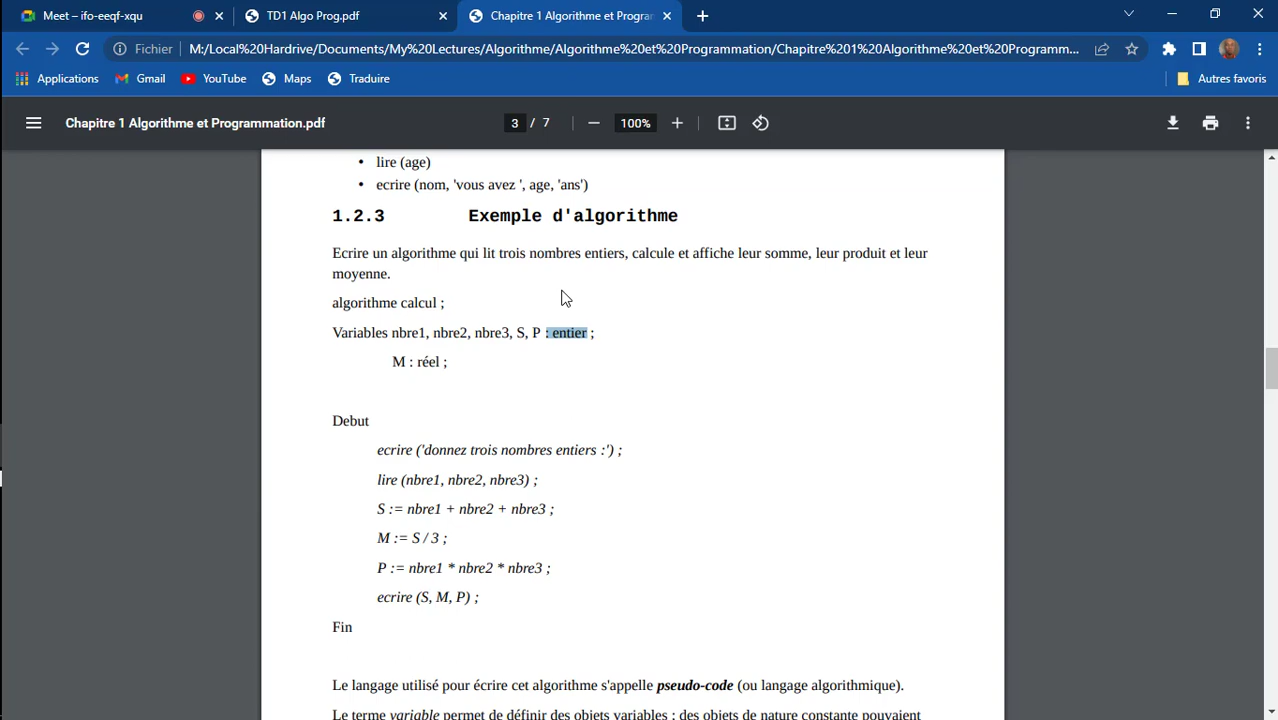 Meet – ifo-eeqf-xqu
TD1 Algo Prog.pdf
Chapitre 1 Algorithme et Progran
Fichier
M:/Local%20Hardrive/Documents/My%20Lectures/Algorithme/Algorithme%20et%20Programmation/Chapitre%201%20Algorithme%20et%20Programm...
Applications
Gmail
YouTube
Maps
Traduire
Autres favoris
Chapitre 1 Algorithme et Programmation.pdf
3 / 7
100%
• lire (age)
• ecrire (nom, 'vous avez ', age, 'ans')
1.2.3 Exemple d'algorithme
Ecrire un algorithme qui lit trois nombres entiers, calcule et affiche leur somme, leur produit et leur
moyenne.
algorithme calcul ;
Variables nbre1, nbre2, nbre3, S, P : entier ;
M : réel ;
Debut
ecrire ('donnez trois nombres entiers :') ;
lire (nbre1, nbre2, nbre3) ;
S := nbre1 + nbre2 + nbre3 ;
M := S / 3 ;
P := nbre1 * nbre2 * nbre3 ;
ecrire (S, M, P) ;
Fin
Le langage utilisé pour écrire cet algorithme s'appelle pseudo-code (ou langage algorithmique).
Le terme variable permet de définir des objets variables ; des objets de nature constante pouvaient